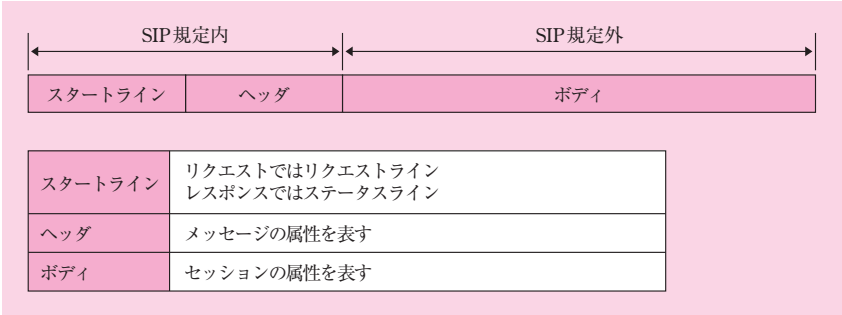 SIP規定内 SIP規定外
スタートライン ヘッダ ボディ
スタートライン
リクエストではリクエストライン
レスポンスではステータスライン
ヘッダ メッセージの属性を表す
ボディ セッションの属性を表す